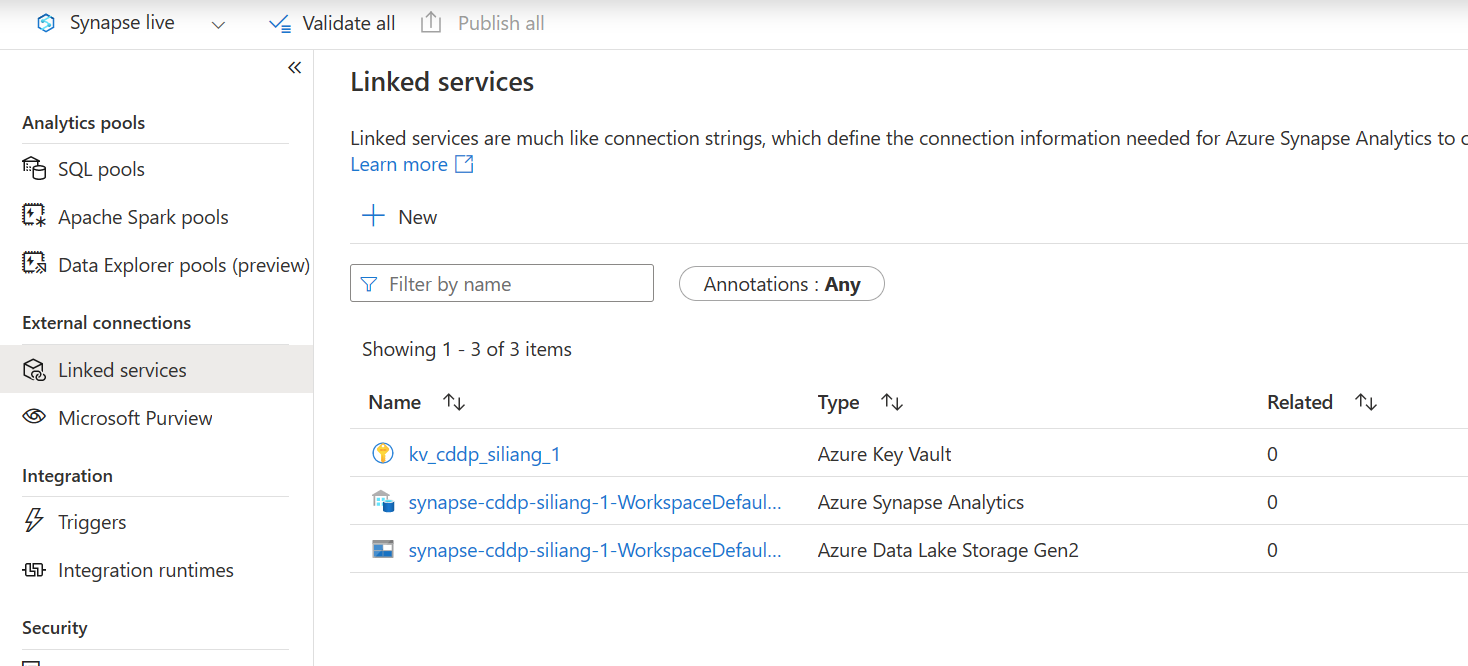 Synapse live Validate all Publish all
Linked services
Linked services are much like connection strings, which define the connection information needed for Azure Synapse Analytics to
Learn more
New
Filter by name Annotations : Any
Showing 1 - 3 of 3 items
Name Type Related
kv_cddp_siliang_1 Azure Key Vault 0
synapse-cddp-siliang-1-WorkspaceDefaul... Azure Synapse Analytics 0
synapse-cddp-siliang-1-WorkspaceDefaul... Azure Data Lake Storage Gen2 0
Analytics pools
SQL pools
Apache Spark pools
Data Explorer pools (preview)
External connections
Linked services
Microsoft Purview
Integration
Triggers
Integration runtimes
Security